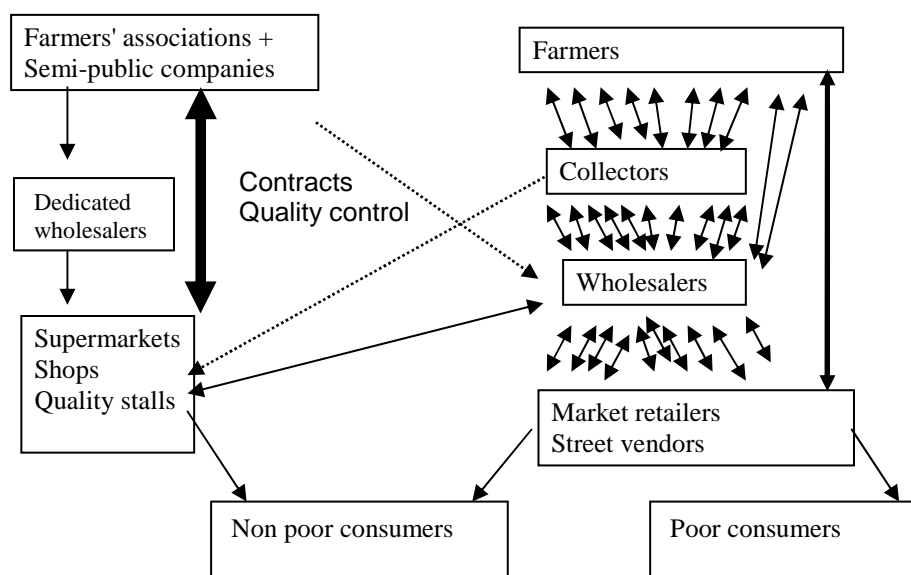 Farmers' associations +
Semi-public companies
Farmers
Contracts
Quality control
Collectors
Dedicated
wholesalers
Wholesalers
Supermarkets
Shops
Quality stalls
Market retailers
Street vendors
Non poor consumers
Poor consumers